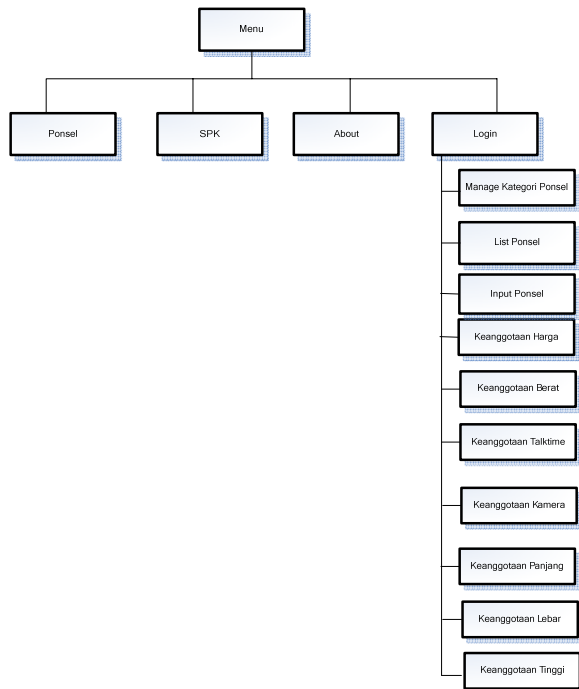 Menu
Ponsel
SPK
About
Login
Manage Kategori Ponsel
List Ponsel
Input Ponsel
Keanggotaan Harga
Keanggotaan Berat
Keanggotaan Talktime
Keanggotaan Kamera
Keanggotaan Panjang
Keanggotaan Lebar
Keanggotaan Tinggi